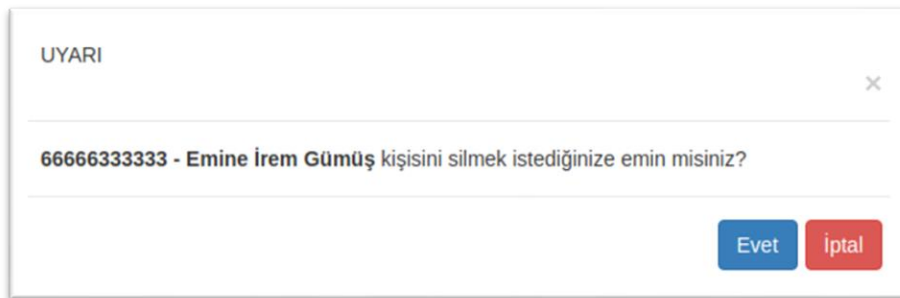 UYARI
×
66666333333 - Emine İrem Gümüş kişisini silmek istediğinize emin misiniz?
Evet İptal